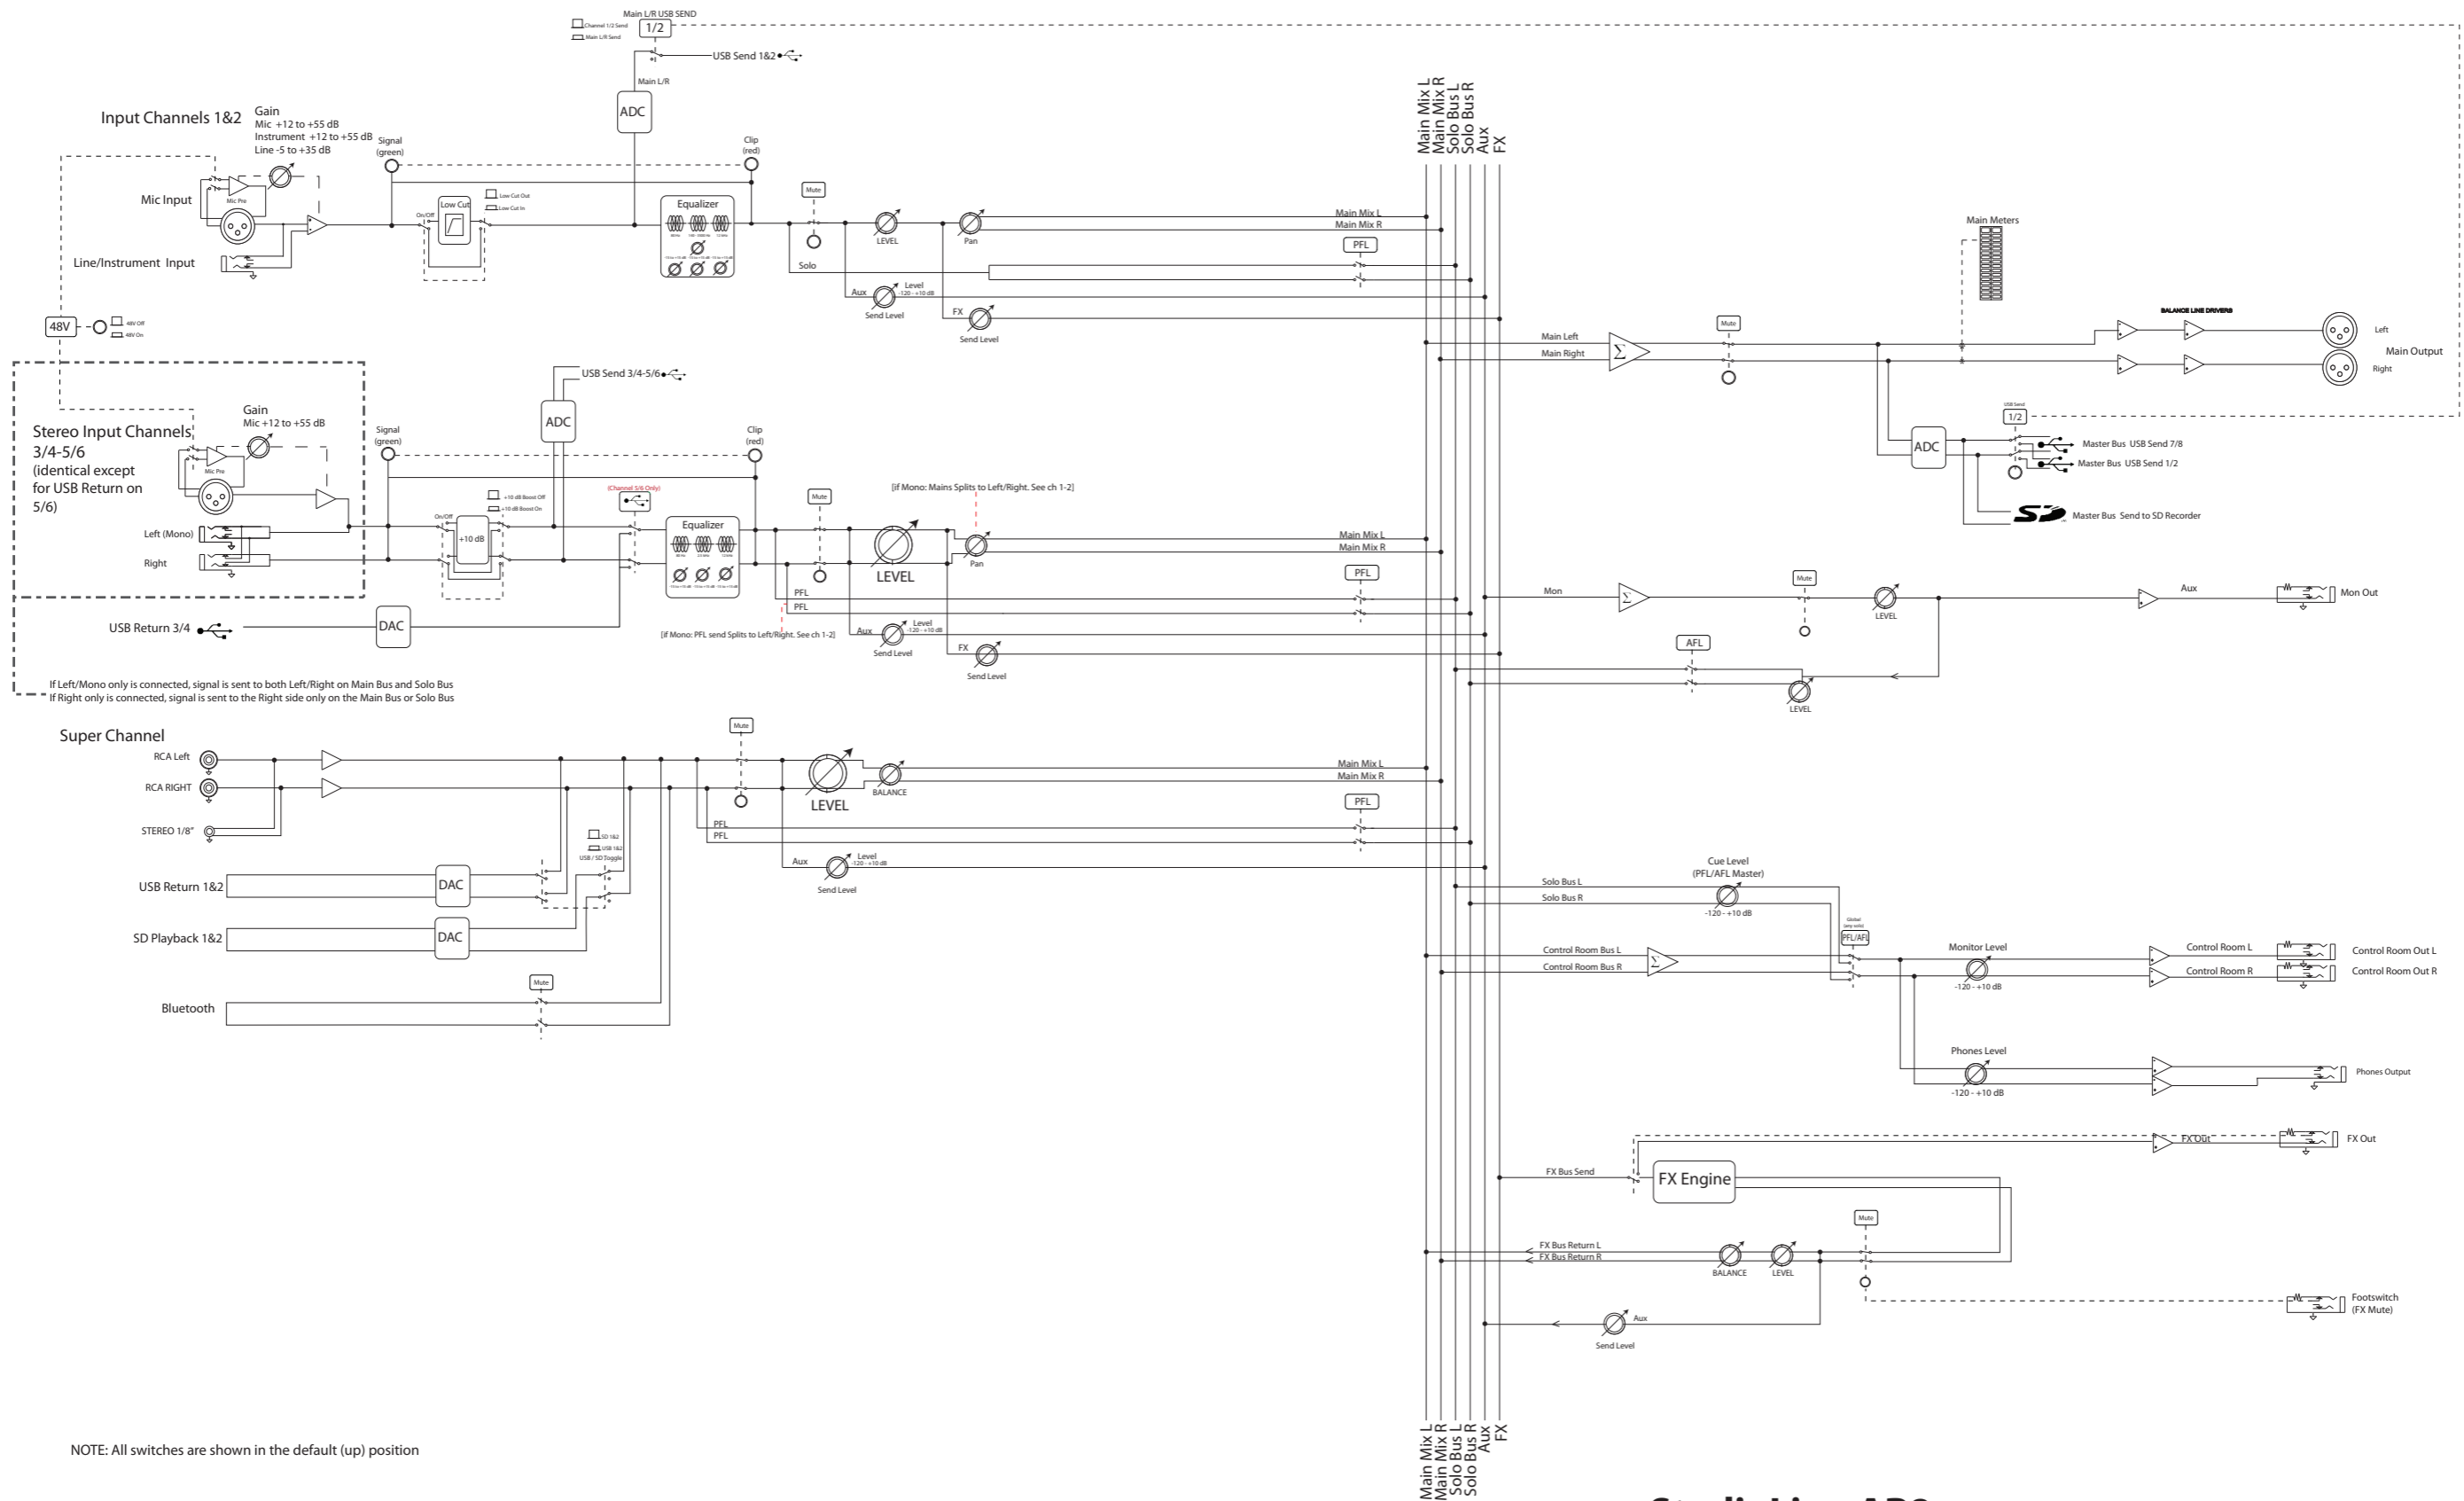 Main L/R USB SEND
Channel 1/2 Send
Main L/R Send
1/2
USB Send 1&2
Main L/R
ADC
Input Channels 1&2
Gain
Mic +12 to +55 dB
Instrument +12 to +55 dB
Line -5 to +35 dB
Signal
(green)
Clip
(red)
Mic Input
Mic Pre
On/Off
Low Cut
Low Cut Out
Low Cut In
Equalizer
Mute
LEVEL
Pan
Main Mix L
Main Mix R
PFL
Solo
Line/Instrument Input
Aux
Level
-120 - +10 dB
Send Level
FX
Send Level
48V
48V Off
48V On
Main Mix L
Main Mix R
Solo Bus L
Solo Bus R
Aux
FX
Stereo Input Channels
3/4-5/6
(identical except
for USB Return on
5/6)
Gain
Mic +12 to +55 dB
Mic Pre
Left (Mono)
Right
Signal
(green)
USB Send 3/4-5/6
ADC
Clip
(red)
On/Off
+10 dB
+10 dB Boost Off
+10 dB Boost On
(Channel 5/6 Only)
Equalizer
Mute
LEVEL
[if Mono: Mains Splits to Left/Right. See ch 1-2]
Pan
Main Mix L
Main Mix R
PFL
PFL
PFL
[if Mono: PFL send Splits to Left/Right. See ch 1-2]
Aux
Level
-120 - +10 dB
Send Level
FX
Send Level
USB Return 3/4
DAC
If Left/Mono only is connected, signal is sent to both Left/Right on Main Bus and Solo Bus
If Right only is connected, signal is sent to the Right side only on the Main Bus or Solo Bus
Super Channel
RCA Left
RCA RIGHT
STEREO 1/8"
Mute
LEVEL
BALANCE
Main Mix L
Main Mix R
PFL
PFL
PFL
Aux
Level
-120 - +10 dB
Send Level
SD 1&2
USB 1&2
USB / SD Toggle
USB Return 1&2
DAC
SD Playback 1&2
DAC
Mute
Bluetooth
Main Left
Main Right
Σ
Mute
Main Meters
BALANCE LINE DRIVERS
Left
Main Output
Right
USB Send
1/2
ADC
Master Bus USB Send 7/8
Master Bus USB Send 1/2
SD
Master Bus Send to SD Recorder
Mon
Σ
Mute
LEVEL
Aux
Mon Out
AFL
LEVEL
Cue Level
(PFL/AFL Master)
-120 - +10 dB
Solo Bus L
Solo Bus R
Global
(any solo)
PFL/AFL
Control Room Bus L
Control Room Bus R
Σ
Monitor Level
-120 - +10 dB
Control Room L
Control Room R
Control Room Out L
Control Room Out R
Phones Level
-120 - +10 dB
Phones Output
FX Out
FX Out
FX Bus Send
FX Engine
Mute
FX Bus Return L
FX Bus Return R
BALANCE
LEVEL
Footswitch
(FX Mute)
Aux
Send Level
Main Mix L
Main Mix R
Solo Bus L
Solo Bus R
Aux
FX
NOTE: All switches are shown in the default (up) position